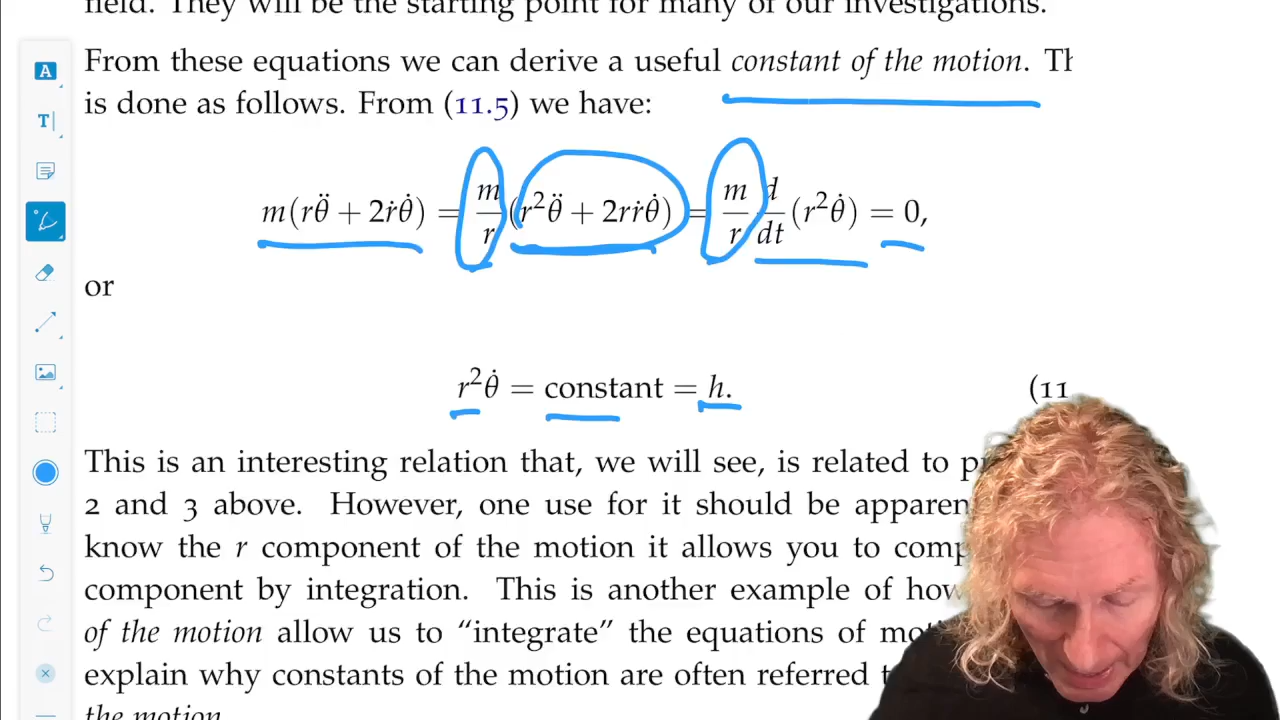 field. They will be the starting point for many of our investigations.
From these equations we can derive a useful constant of the motion. Th
is done as follows. From (11.5) we have:
m(rθ̈ + 2ṙθ̇) = m/r (r²θ̈ + 2rṙθ̇) = m/r d/dt (r²θ̇) = 0,
or
r²θ̇ = constant = h. (11
This is an interesting relation that, we will see, is related to p
2 and 3 above. However, one use for it should be apparen
know the r component of the motion it allows you to comp
component by integration. This is another example of how
of the motion allow us to “integrate” the equations of mot
explain why constants of the motion are often referred t
the motion
A
T